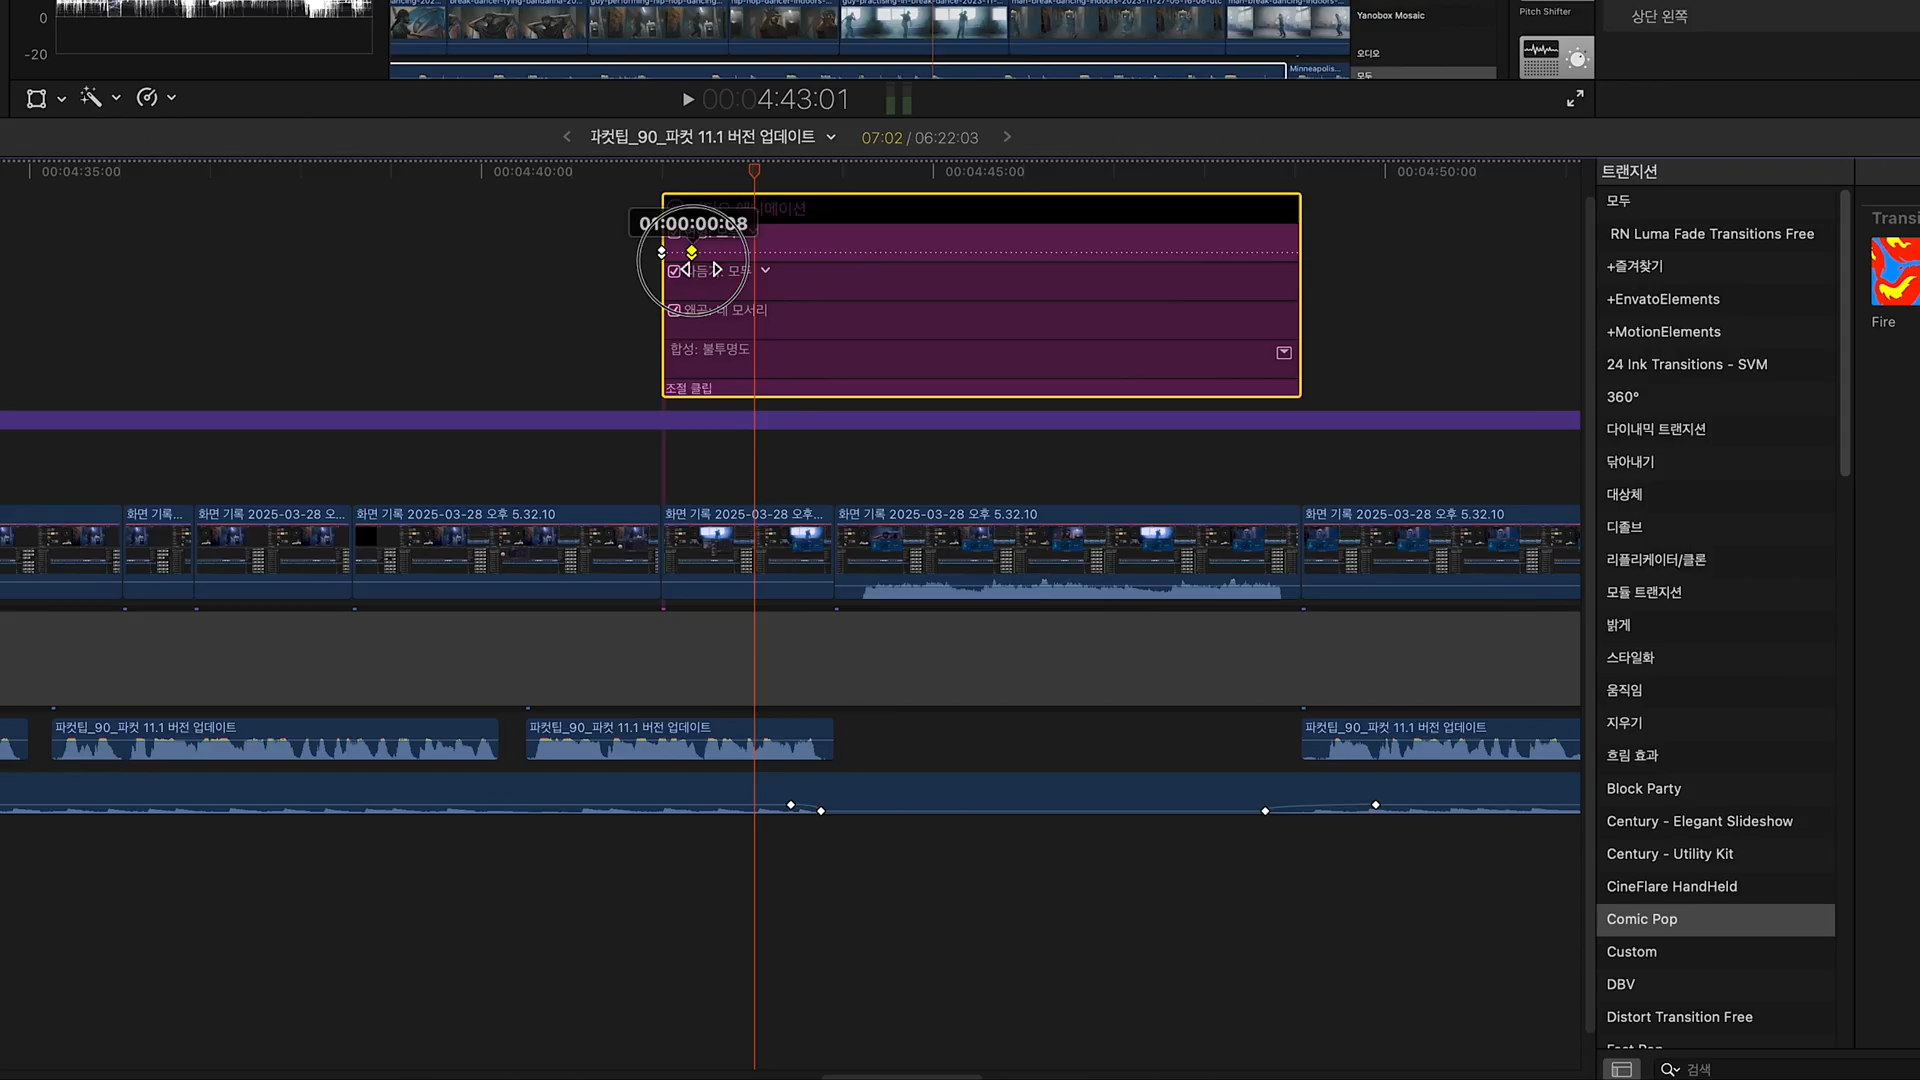 0
-20
Yanobox Mosaic
오디오
Pitch Shifter
상단 왼쪽
Minneapolis...
모두
00:04:43:01
파컷팁_90_파컷 11.1 버전 업데이트
07:02 / 06:22:03
00:04:35:00
00:04:40:00
00:04:45:00
00:04:50:00
01:00:00:08
왜곡: 네 모서리
합성: 불투명도
조절 클립
화면 기록...
화면 기록 2025-03-28 오...
화면 기록 2025-03-28 오후 5.32.10
화면 기록 2025-03-28 오후...
화면 기록 2025-03-28 오후 5.32.10
화면 기록 2025-03-28 오후 5.32.10
파컷팁_90_파컷 11.1 버전 업데이트
파컷팁_90_파컷 11.1 버전 업데이트
파컷팁_90_파컷 11.1 버전 업데이트
트랜지션
모두
RN Luma Fade Transitions Free
+즐겨찾기
+EnvatoElements
+MotionElements
24 Ink Transitions - SVM
360°
다이내믹 트랜지션
닦아내기
대상체
디졸브
리플리케이터/클론
모듈 트랜지션
밝게
스타일화
움직임
지우기
흐림 효과
Block Party
Century - Elegant Slideshow
Century - Utility Kit
CineFlare HandHeld
Comic Pop
Custom
DBV
Distort Transition Free
검색
Transi
Fire